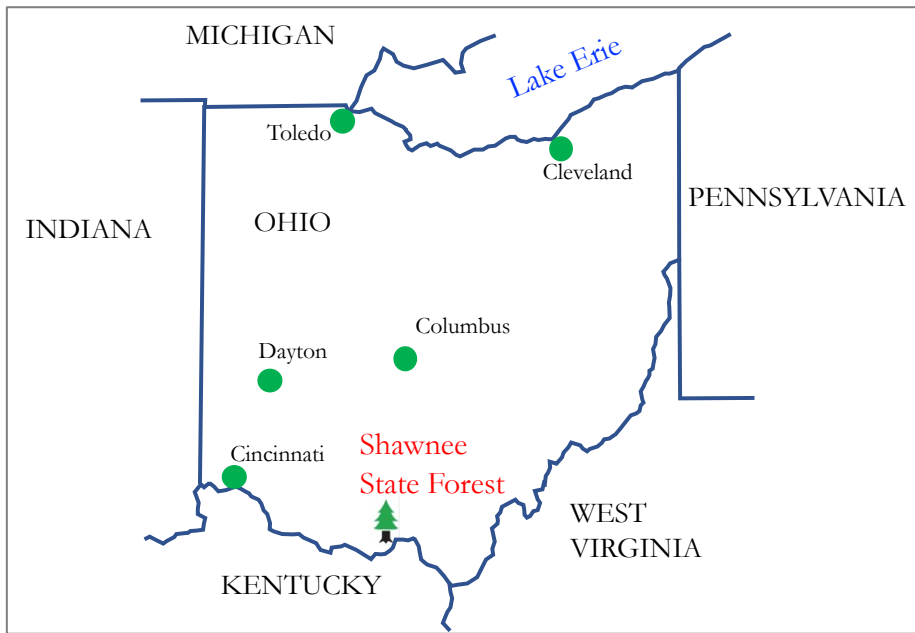 MICHIGAN
Lake Erie
Toledo
Cleveland
PENNSYLVANIA
INDIANA
OHIO
Columbus
Dayton
Shawnee
State Forest
Cincinnati
WEST
VIRGINIA
KENTUCKY